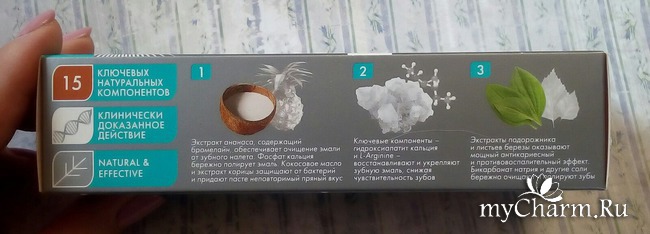 15
КЛЮЧЕВЫХ
НАТУРАЛЬНЫХ
КОМПОНЕНТОВ
КЛИНИЧЕСКИ
ДОКАЗАННОЕ
ДЕЙСТВИЕ
NATURAL &
EFFECTIVE
1
Экстракт ананаса, содержащий
бромелайн, обеспечивает очищение эмали
от зубного налета. Фосфат кальция
бережно полирует эмаль. Кокосовое масло
и экстракт корицы защищают от бактерий
и придают пасте неповторимый пряный вкус
2
Ключевые компоненты –
гидроксиапатит кальция
и L-Arginine –
восстанавливают и укрепляют
зубную эмаль, снижая
чувствительность зубов
3
Экстракты подорожника
и листьев березы оказывают
мощный антикариесный
и противовоспалительный эффект.
Бикарбонат натрия и другие соли
бережно очищают зубы
myCharm.Ru